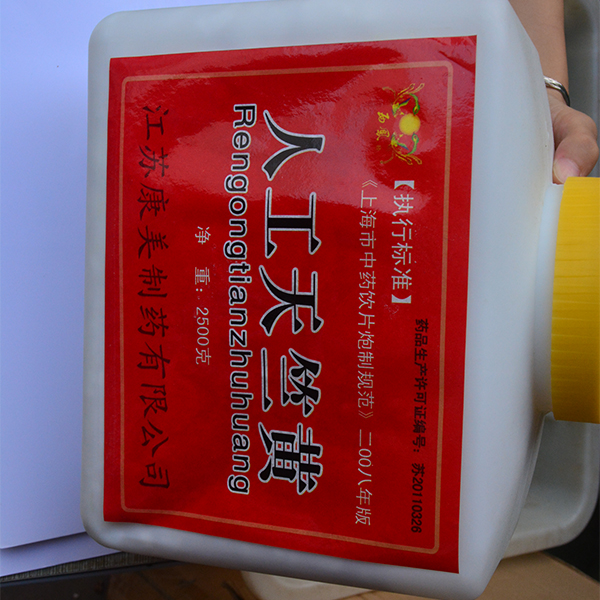 药品生产许可证编号：苏20110328
【执行标准】
《上海市中药饮片炮制规范》二00八年版
人工天竺黄
Rengongtianzhuhuang
净 重：2500克
江苏康美制药有限公司